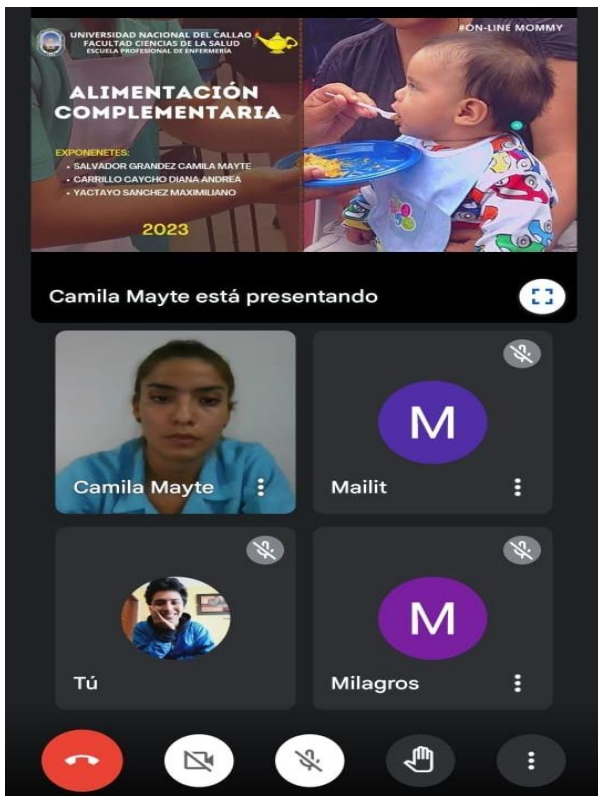 UNIVERSIDAD NACIONAL DEL CALLAO
FACULTAD CIENCIAS DE LA SALUD
ESCUELA PROFESIONAL DE ENFERMERÍA
#ON-LINE MOMMY
ALIMENTACIÓN
COMPLEMENTARIA
EXPONENETES:
• SALVADOR GRANDEZ CAMILA MAYTE
• CARRILLO CAYCHO DIANA ANDREA
• YACTAYO SANCHEZ MAXIMILIANO
2023
Camila Mayte está presentando
Camila Mayte
M
Mailit
Tú
M
Milagros